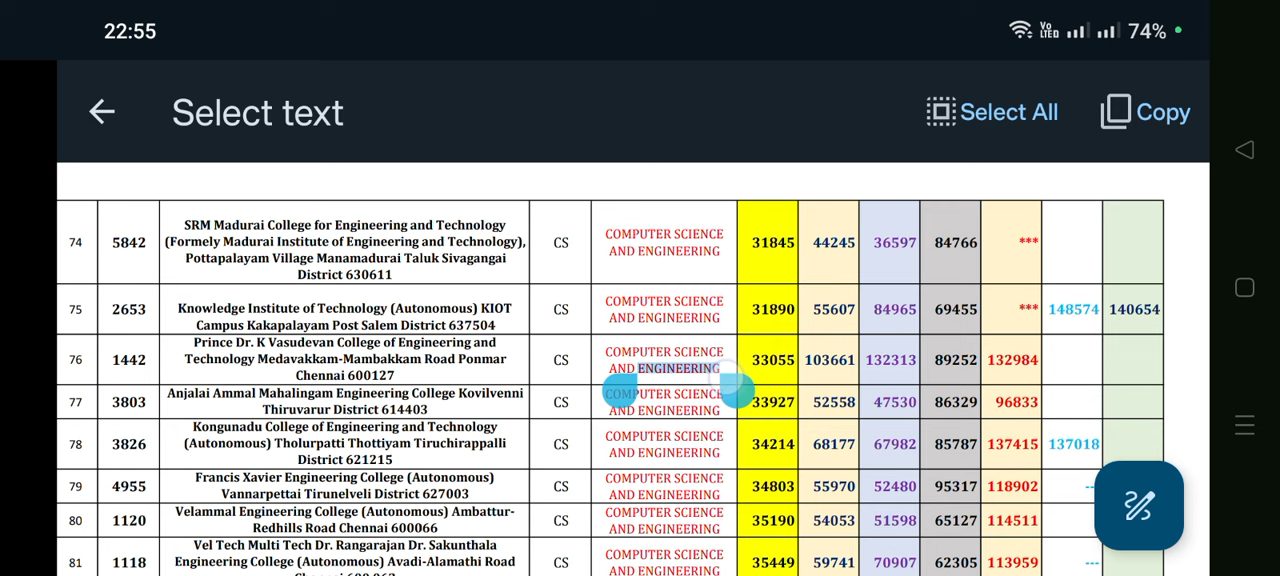 22:55
Vo LTED 74%
Select text
Select All
Copy
74 5842 SRM Madurai College for Engineering and Technology (Formely Madurai Institute of Engineering and Technology), Pottapalayam Village Manamadurai Taluk Sivagangai District 630611 CS COMPUTER SCIENCE AND ENGINEERING 31845 44245 36597 84766 ***
75 2653 Knowledge Institute of Technology (Autonomous) KIOT Campus Kakapalayam Post Salem District 637504 CS COMPUTER SCIENCE AND ENGINEERING 31890 55607 84965 69455 *** 148574 140654
76 1442 Prince Dr. K Vasudevan College of Engineering and Technology Medavakkam-Mambakkam Road Ponmar Chennai 600127 CS COMPUTER SCIENCE AND ENGINEERING 33055 103661 132313 89252 132984
77 3803 Anjalai Ammal Mahalingam Engineering College Kovilvenni Thiruvarur District 614403 CS COMPUTER SCIENCE AND ENGINEERING 33927 52558 47530 86329 96833
78 3826 Kongunadu College of Engineering and Technology (Autonomous) Tholurpatti Thottiyam Tiruchirappalli District 621215 CS COMPUTER SCIENCE AND ENGINEERING 34214 68177 67982 85787 137415 137018
79 4955 Francis Xavier Engineering College (Autonomous) Vannarpettai Tirunelveli District 627003 CS COMPUTER SCIENCE AND ENGINEERING 34803 55970 52480 95317 118902 --
80 1120 Velammal Engineering College (Autonomous) Ambattur-Redhills Road Chennai 600066 CS COMPUTER SCIENCE AND ENGINEERING 35190 54053 51598 65127 114511
81 1118 Vel Tech Multi Tech Dr. Rangarajan Dr. Sakunthala Engineering College (Autonomous) Avadi-Alamathi Road CS COMPUTER SCIENCE AND ENGINEERING 35449 59741 70907 62305 113959 ---